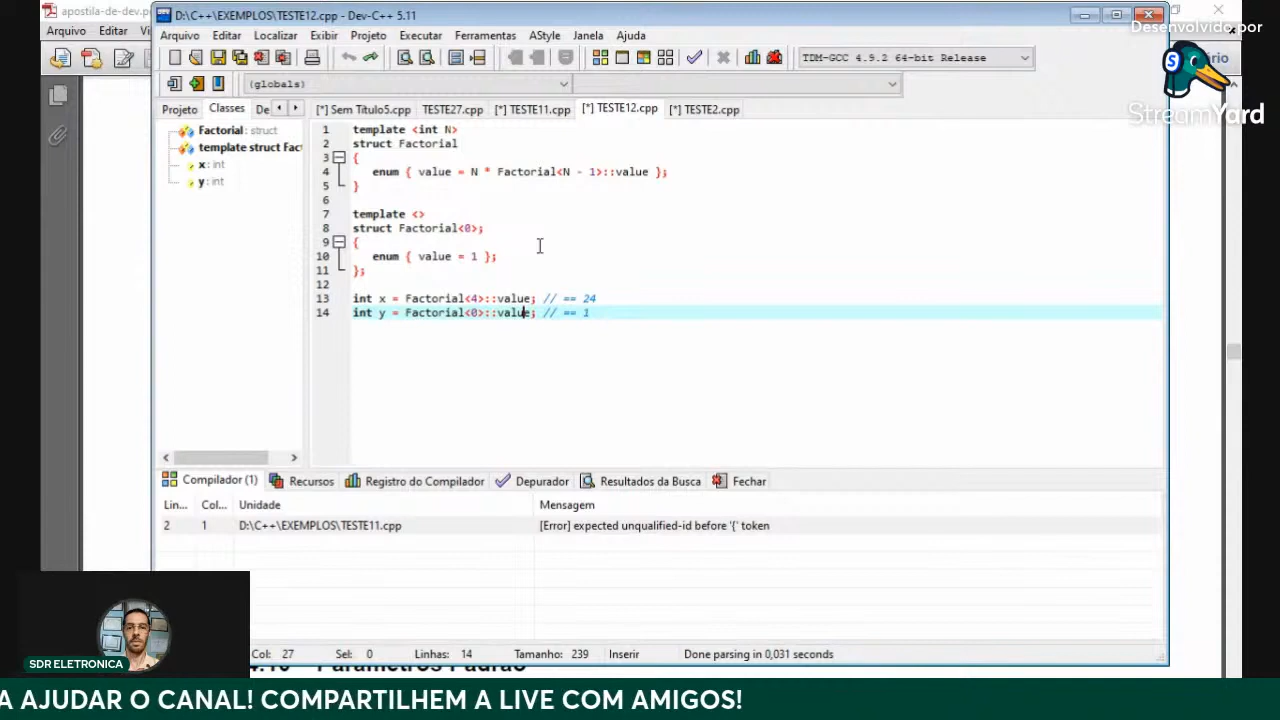 apostila-de-dev.p
D:\C++\EXEMPLOS\TESTE12.cpp - Dev-C++ 5.11
Desenvolvido por
StreamYard
Arquivo Editar
Arquivo Editar Localizar Exibir Projeto Executar Ferramentas AStyle Janela Ajuda
TDM-GCC 4.9.2 64-bit Release
(globals)
Projeto Classes De
[*] Sem Titulo5.cpp TESTE27.cpp [*] TESTE11.cpp [*] TESTE12.cpp [*] TESTE2.cpp
Factorial : struct
template struct Fact
x : int
y : int
1 template <int N>
2 struct Factorial
3 {
4 enum { value = N * Factorial<N - 1>::value };
5 }
6
7 template <>
8 struct Factorial<0>;
9 {
10 enum { value = 1 };
11 };
12
13 int x = Factorial<4>::value; // == 24
14 int y = Factorial<0>::value; // == 1
Compilador (1) Recursos Registro do Compilador Depurador Resultados da Busca Fechar
Lin... Col... Unidade Mensagem
2 1 D:\C++\EXEMPLOS\TESTE11.cpp [Error] expected unqualified-id before '{' token
Col: 27 Sel: 0 Linhas: 14 Tamanho: 239 Inserir Done parsing in 0,031 seconds
SDR ELETRONICA
Parâmetros Padrão
A AJUDAR O CANAL! COMPARTILHEM A LIVE COM AMIGOS!